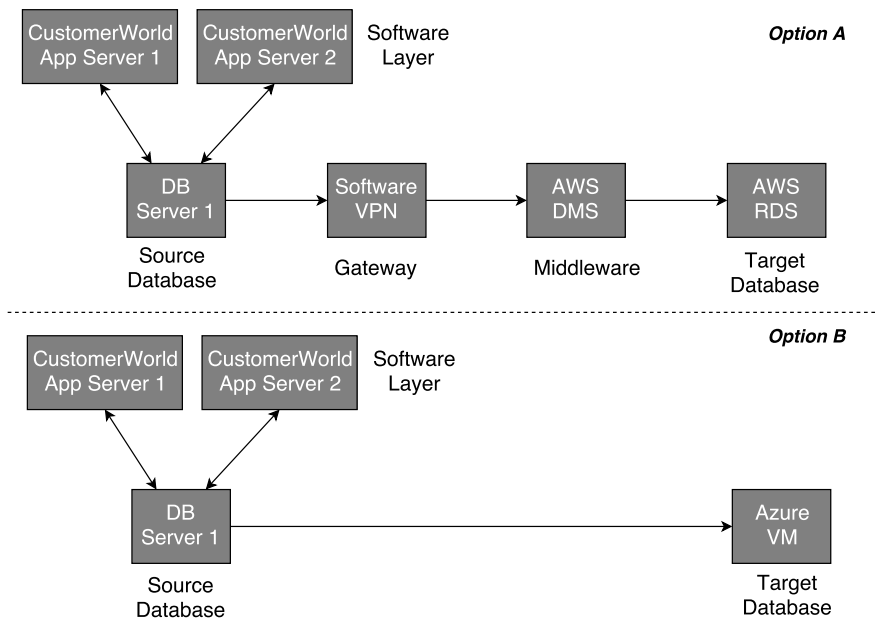 CustomerWorld
App Server 1
CustomerWorld
App Server 2
Software
Layer
Option A
DB
Server 1
Software
VPN
AWS
DMS
AWS
RDS
Source
Database
Gateway
Middleware
Target
Database
Option B
CustomerWorld
App Server 1
CustomerWorld
App Server 2
Software
Layer
DB
Server 1
Azure
VM
Source
Database
Target
Database